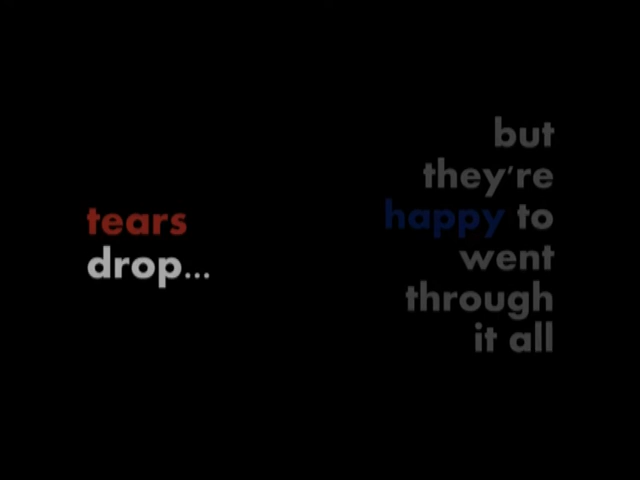 tears
drop...
but
they're
happy to
went
through
it all